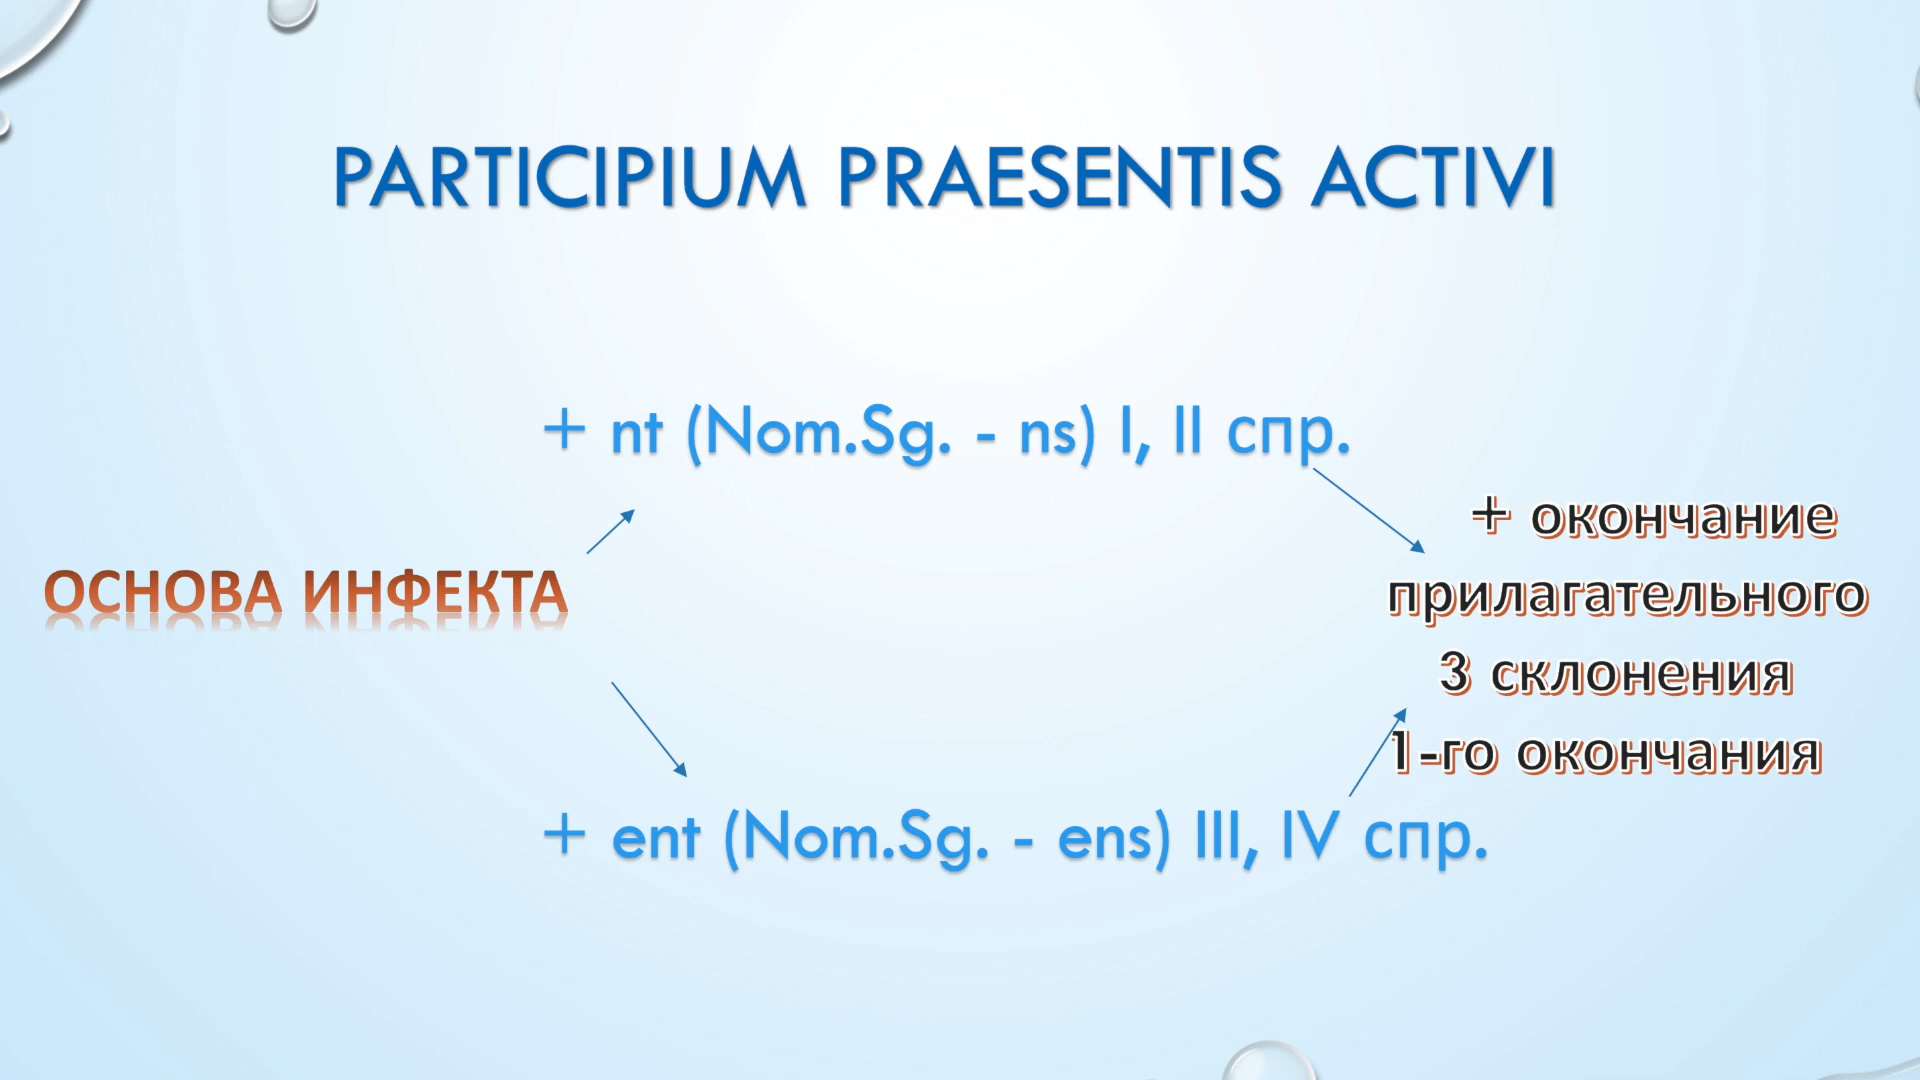 PARTICIPIUM PRAESENTIS ACTIVI
+ nt (Nom.Sg. - ns) I, II спр.
ОСНОВА ИНФЕКТА
+ окончание
прилагательного
3 склонения
1-го окончания
+ ent (Nom.Sg. - ens) III, IV спр.